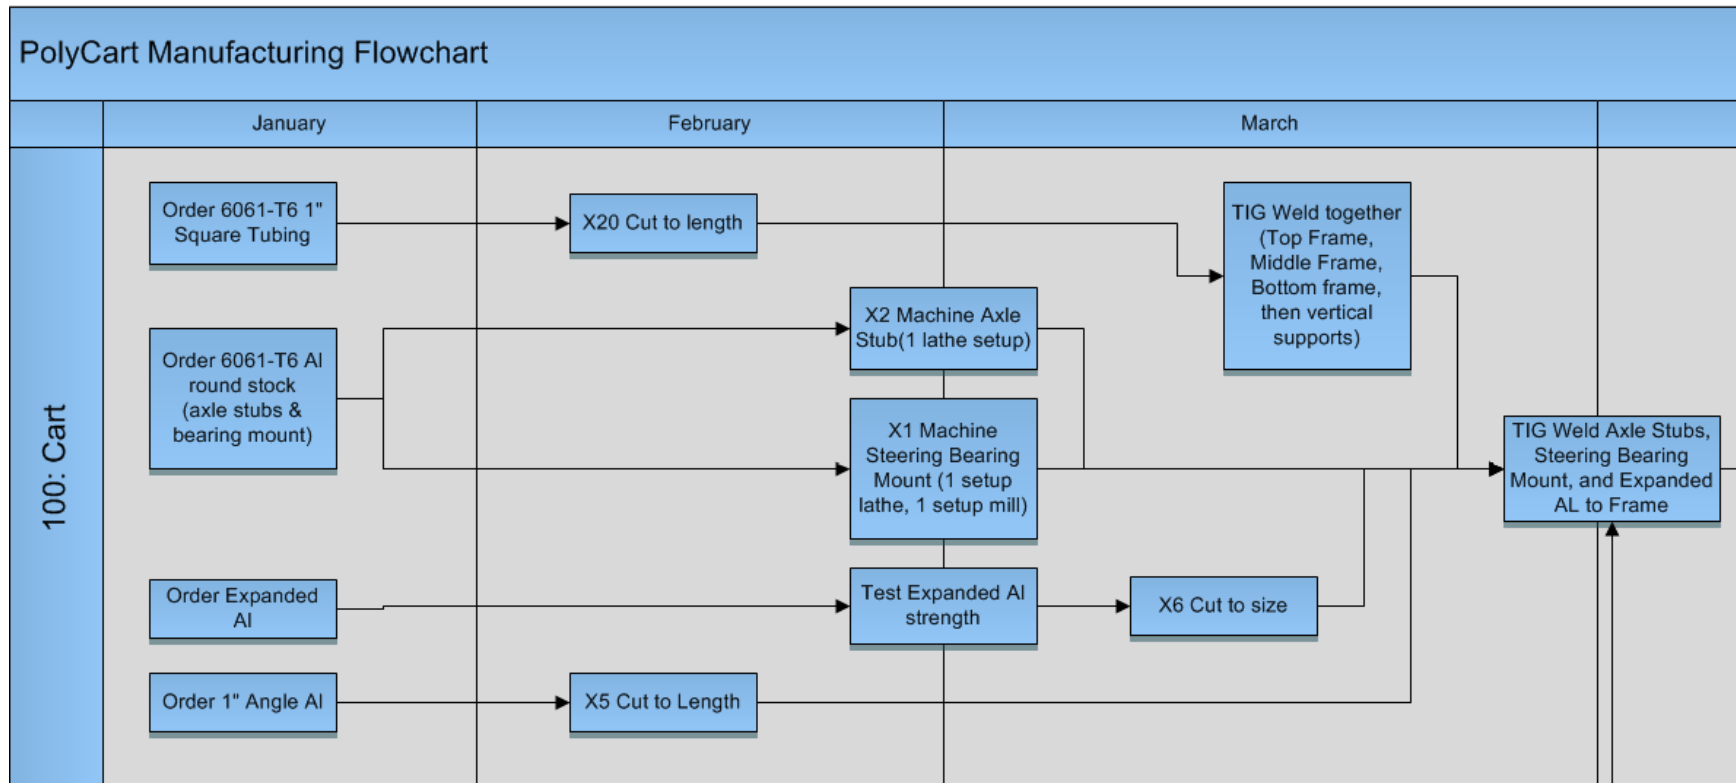 PolyCart Manufacturing Flowchart
January
February
March
100: Cart
Order 6061-T6 1"
Square Tubing
X20 Cut to length
TIG Weld together
(Top Frame,
Middle Frame,
Bottom frame,
then vertical
supports)
Order 6061-T6 Al
round stock
(axle stubs &
bearing mount)
X2 Machine Axle
Stub(1 lathe setup)
X1 Machine
Steering Bearing
Mount (1 setup
lathe, 1 setup mill)
TIG Weld Axle Stubs,
Steering Bearing
Mount, and Expanded
AL to Frame
Order Expanded
Al
Test Expanded Al
strength
X6 Cut to size
Order 1" Angle Al
X5 Cut to Length